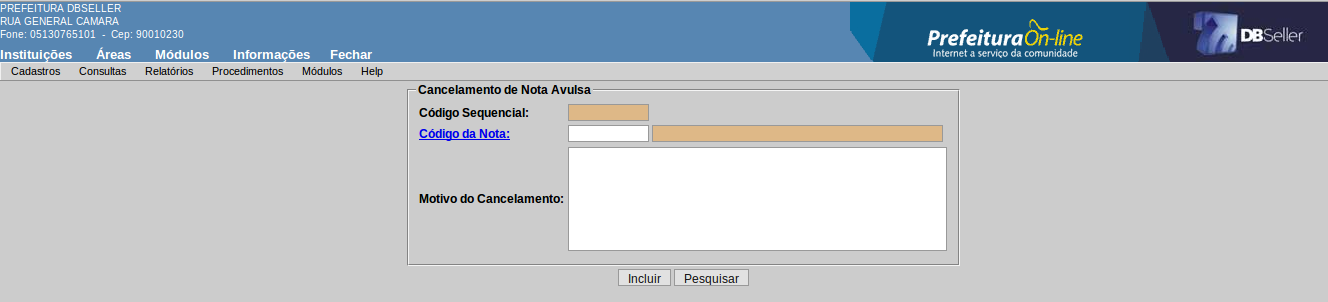 PREFEITURA DBSELLER
RUA GENERAL CAMARA
Fone: 05130765101 - Cep: 90010230
Prefeitura On-line
Internet a serviço da comunidade
DBSeller
Instituições Áreas Módulos Informações Fechar
Cadastros Consultas Relatórios Procedimentos Módulos Help
Cancelamento de Nota Avulsa
Código Sequencial:
Código da Nota:
Motivo do Cancelamento:
Incluir Pesquisar